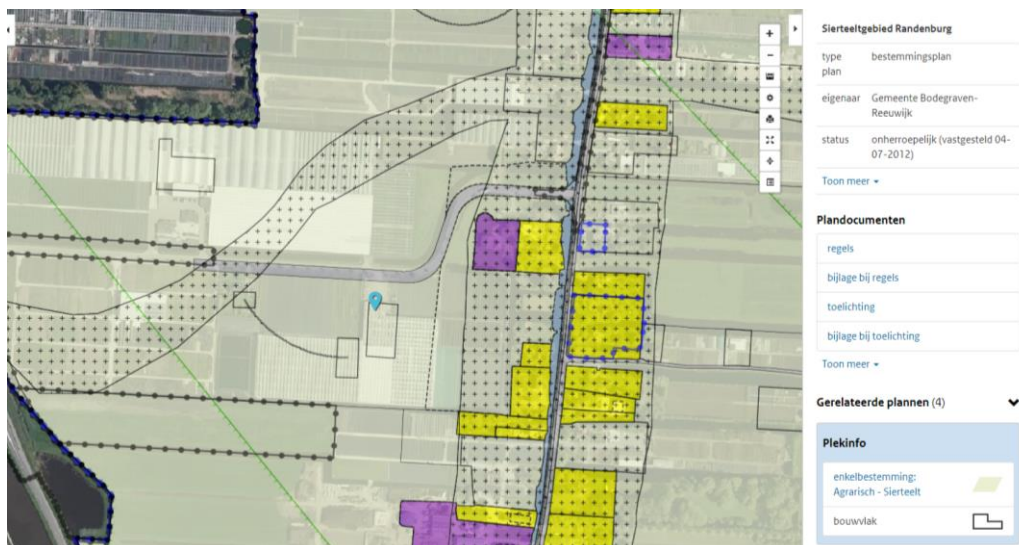 Sierteeltgebied Randenburg
type plan bestemmingsplan
eigenaar Gemeente Bodegraven-
Reeuwijk
status onherroepelijk (vastgesteld 04-
07-2012)
Toon meer
Plandocumenten
regels
bijlage bij regels
toelichting
bijlage bij toelichting
Toon meer
Gerelateerde plannen (4)
Plekinfo
enkelbestemming:
Agrarisch - Sierteelt
bouwvlak